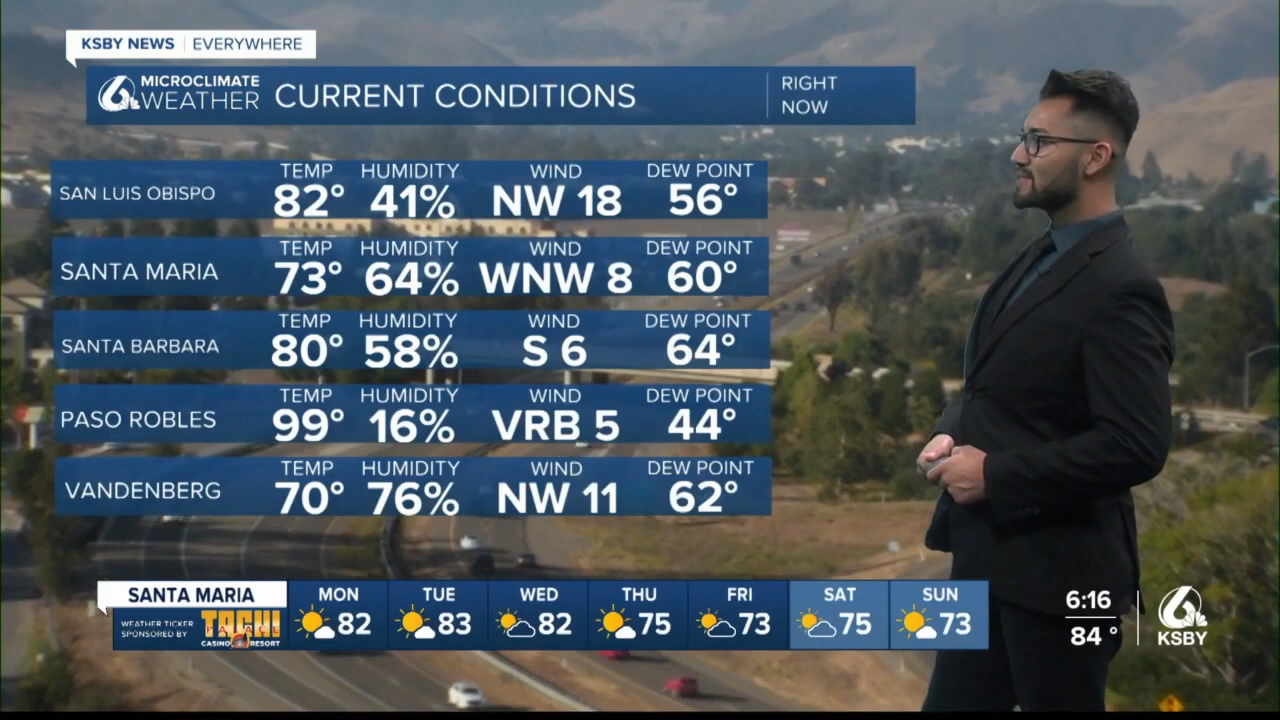 KSBY NEWS | EVERYWHERE
6 MICROCLIMATE WEATHER
CURRENT CONDITIONS
RIGHT NOW
TEMP HUMIDITY WIND DEW POINT
SAN LUIS OBISPO 82° 41% NW 18 56°
TEMP HUMIDITY WIND DEW POINT
SANTA MARIA 73° 64% WNW 8 60°
TEMP HUMIDITY WIND DEW POINT
SANTA BARBARA 80° 58% S 6 64°
TEMP HUMIDITY WIND DEW POINT
PASO ROBLES 99° 16% VRB 5 44°
TEMP HUMIDITY WIND DEW POINT
VANDENBERG 70° 76% NW 11 62°
SANTA MARIA
WEATHER TICKER
SPONSORED BY
TACHI
PALACE
CASINO RESORT
MON TUE WED THU FRI SAT SUN
82 83 82 75 73 75 73
6:16
84°
6
KSBY